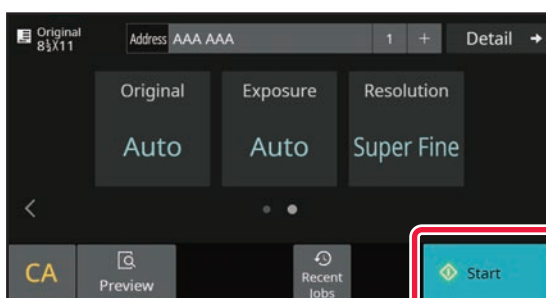 Original
8½X11
Address AAA AAA 1 + Detail →
Original Exposure Resolution
Auto Auto Super Fine
CA
Preview
Recent
Jobs
Start